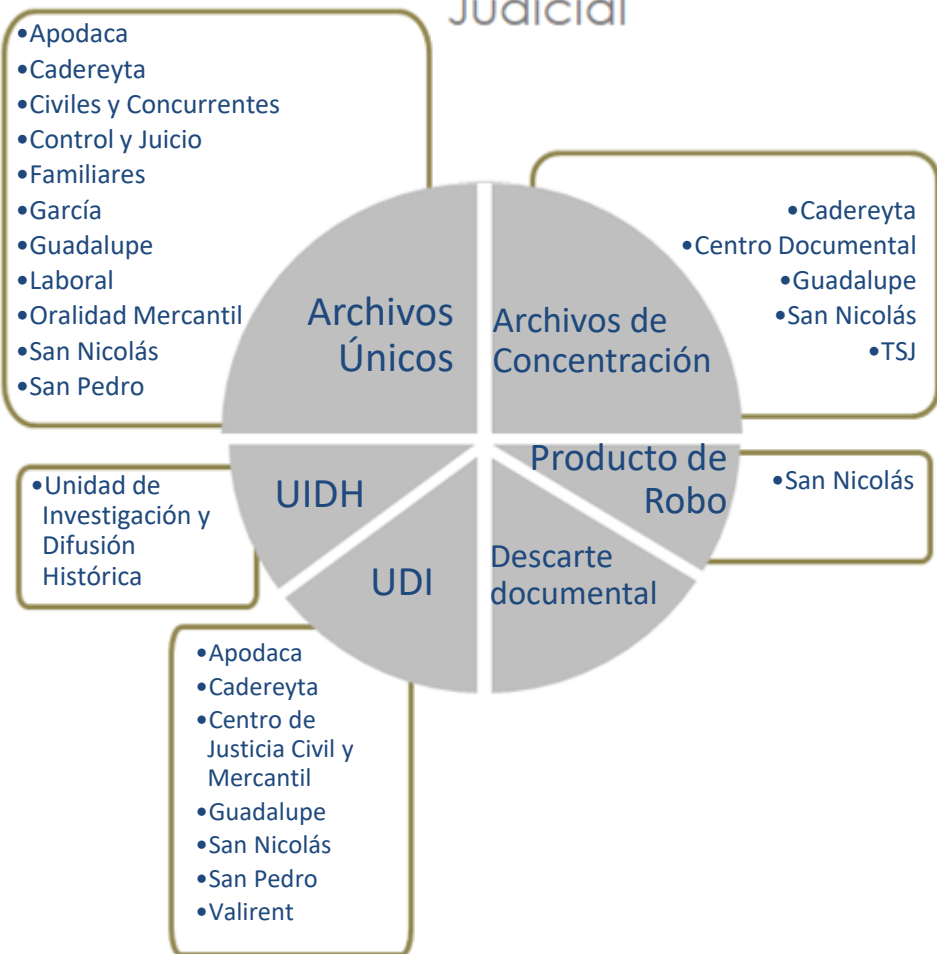 Judicial
•Apodaca
•Cadereyta
•Civiles y Concurrentes
•Control y Juicio
•Familiares
•García
•Guadalupe
•Laboral
•Oralidad Mercantil
•San Nicolás
•San Pedro
•Cadereyta
•Centro Documental
•Guadalupe
•San Nicolás
•TSJ
Archivos
Únicos
Archivos de
Concentración
•Unidad de
Investigación y
Difusión
Histórica
UIDH
Producto de
Robo
•San Nicolás
UDI
Descarte
documental
•Apodaca
•Cadereyta
•Centro de
Justicia Civil y
Mercantil
•Guadalupe
•San Nicolás
•San Pedro
•Valirent